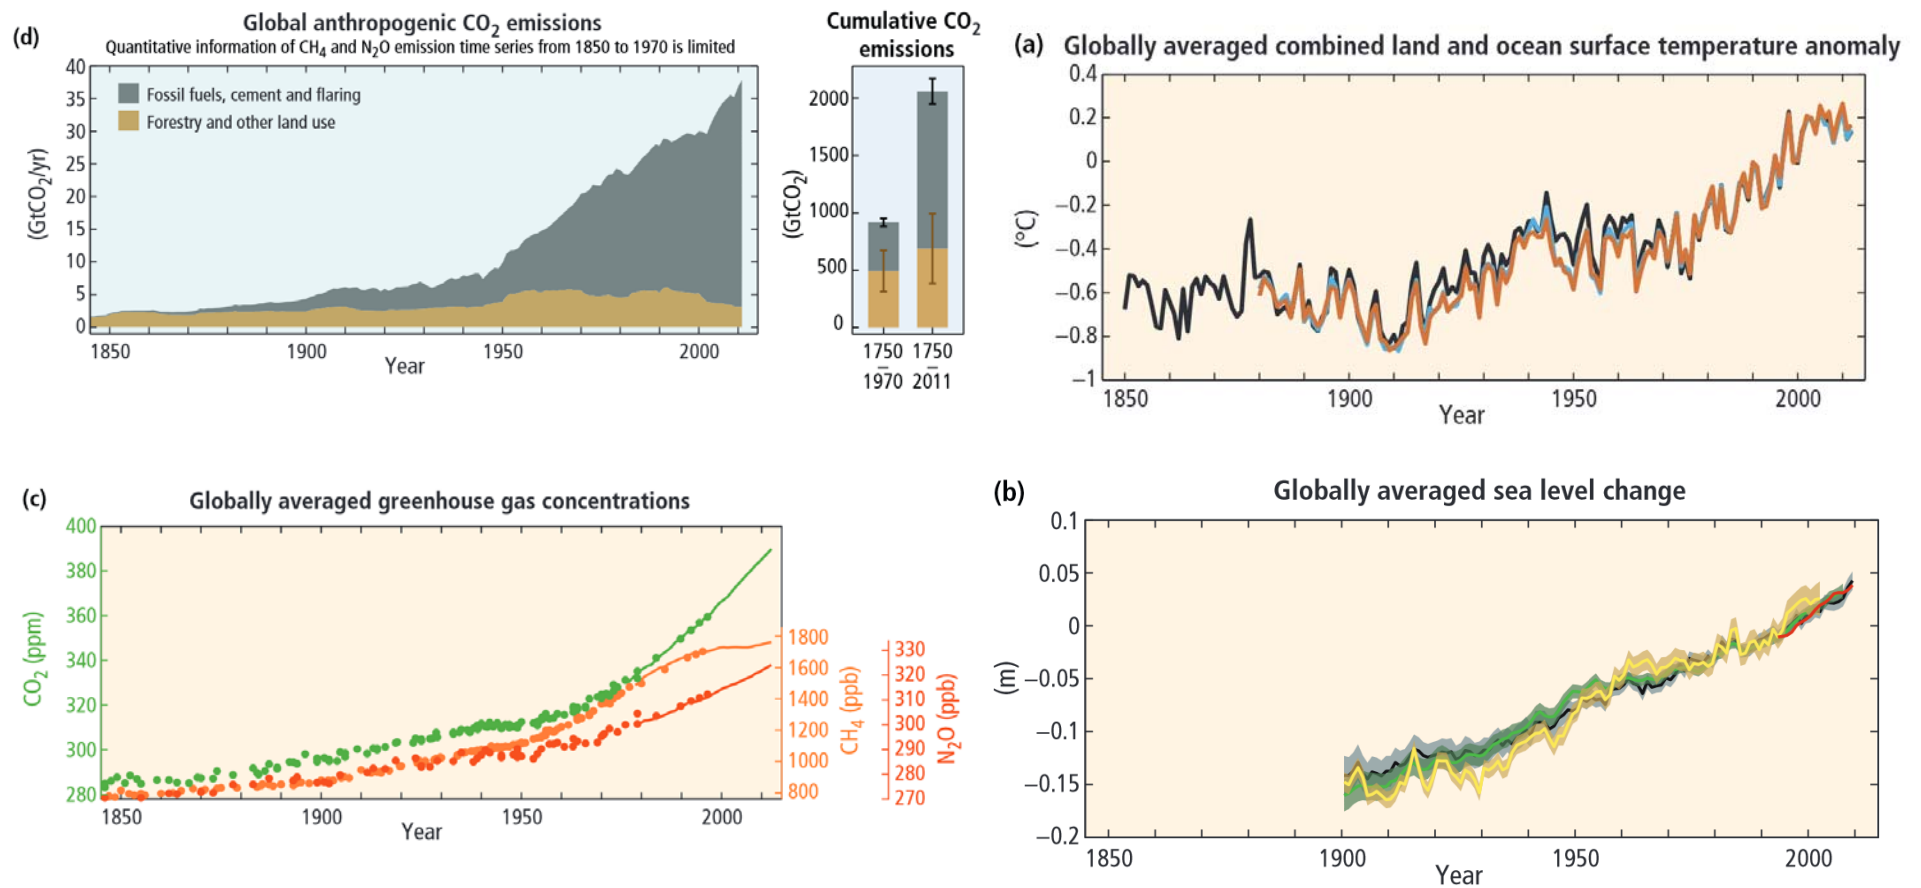 (d)
Global anthropogenic CO2 emissions
Quantitative information of CH4 and N2O emission time series from 1850 to 1970 is limited
40
35
30
25
20
15
10
5
0
(GtCO2/yr)
Fossil fuels, cement and flaring
Forestry and other land use
1850 1900 1950 2000
Year
Cumulative CO2
emissions
2000
1500
1000
500
0
(GtCO2)
1750 1750
– –
1970 2011
(a)
Globally averaged combined land and ocean surface temperature anomaly
0.4
0.2
0
−0.2
−0.4
−0.6
−0.8
−1
(°C)
1850 1900 1950 2000
Year
(c)
Globally averaged greenhouse gas concentrations
400
380
360
340
320
300
280
CO2 (ppm)
1800
1600
1400
1200
1000
800
CH4 (ppb)
330
320
310
300
290
280
270
N2O (ppb)
1850 1900 1950 2000
Year
(b)
Globally averaged sea level change
0.1
0.05
0
−0.05
−0.1
−0.15
−0.2
(m)
1850 1900 1950 2000
Year